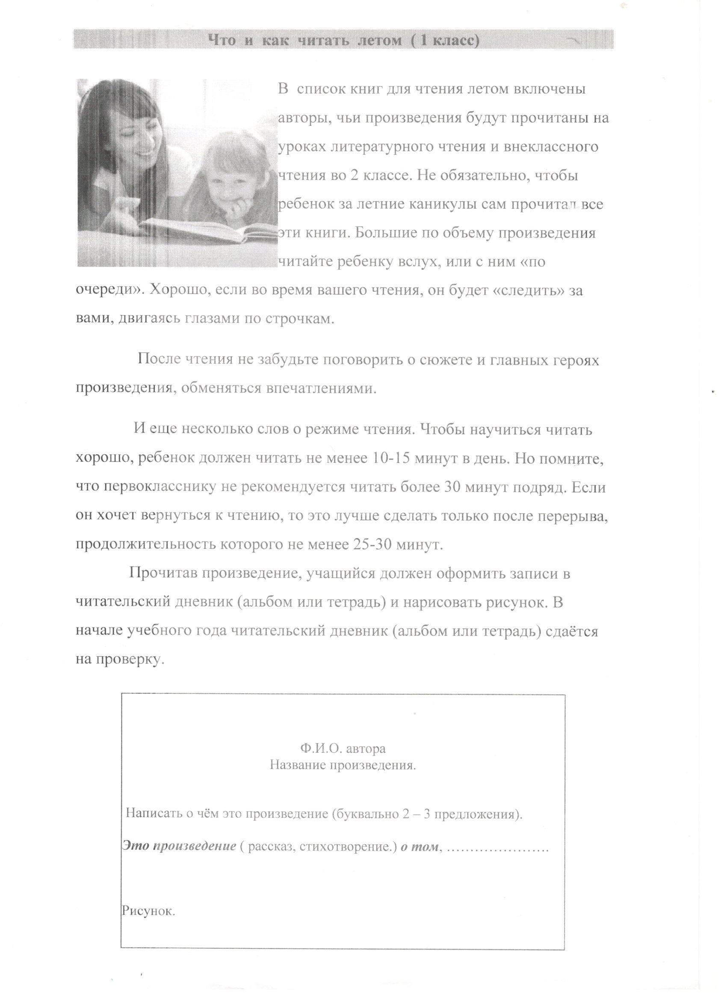 Что и как читать летом ( 1 класс)
В список книг для чтения летом включены
авторы, чьи произведения будут прочитаны на
уроках литературного чтения и внеклассного
чтения во 2 классе. Не обязательно, чтобы
ребенок за летние каникулы сам прочитал все
эти книги. Большие по объему произведения
читайте ребенку вслух, или с ним «по
очереди». Хорошо, если во время вашего чтения, он будет «следить» за
вами, двигаясь глазами по строчкам.
После чтения не забудьте поговорить о сюжете и главных героях
произведения, обменяться впечатлениями.
И еще несколько слов о режиме чтения. Чтобы научиться читать
хорошо, ребенок должен читать не менее 10-15 минут в день. Но помните,
что первокласснику не рекомендуется читать более 30 минут подряд. Если
он хочет вернуться к чтению, то это лучше сделать только после перерыва,
продолжительность которого не менее 25-30 минут.
Прочитав произведение, учащийся должен оформить записи в
читательский дневник (альбом или тетрадь) и нарисовать рисунок. В
начале учебного года читательский дневник (альбом или тетрадь) сдаётся
на проверку.
Ф.И.О. автора
Название произведения.
Написать о чём это произведение (буквально 2 – 3 предложения).
Это произведение ( рассказ, стихотворение.) о том, ......................
Рисунок.